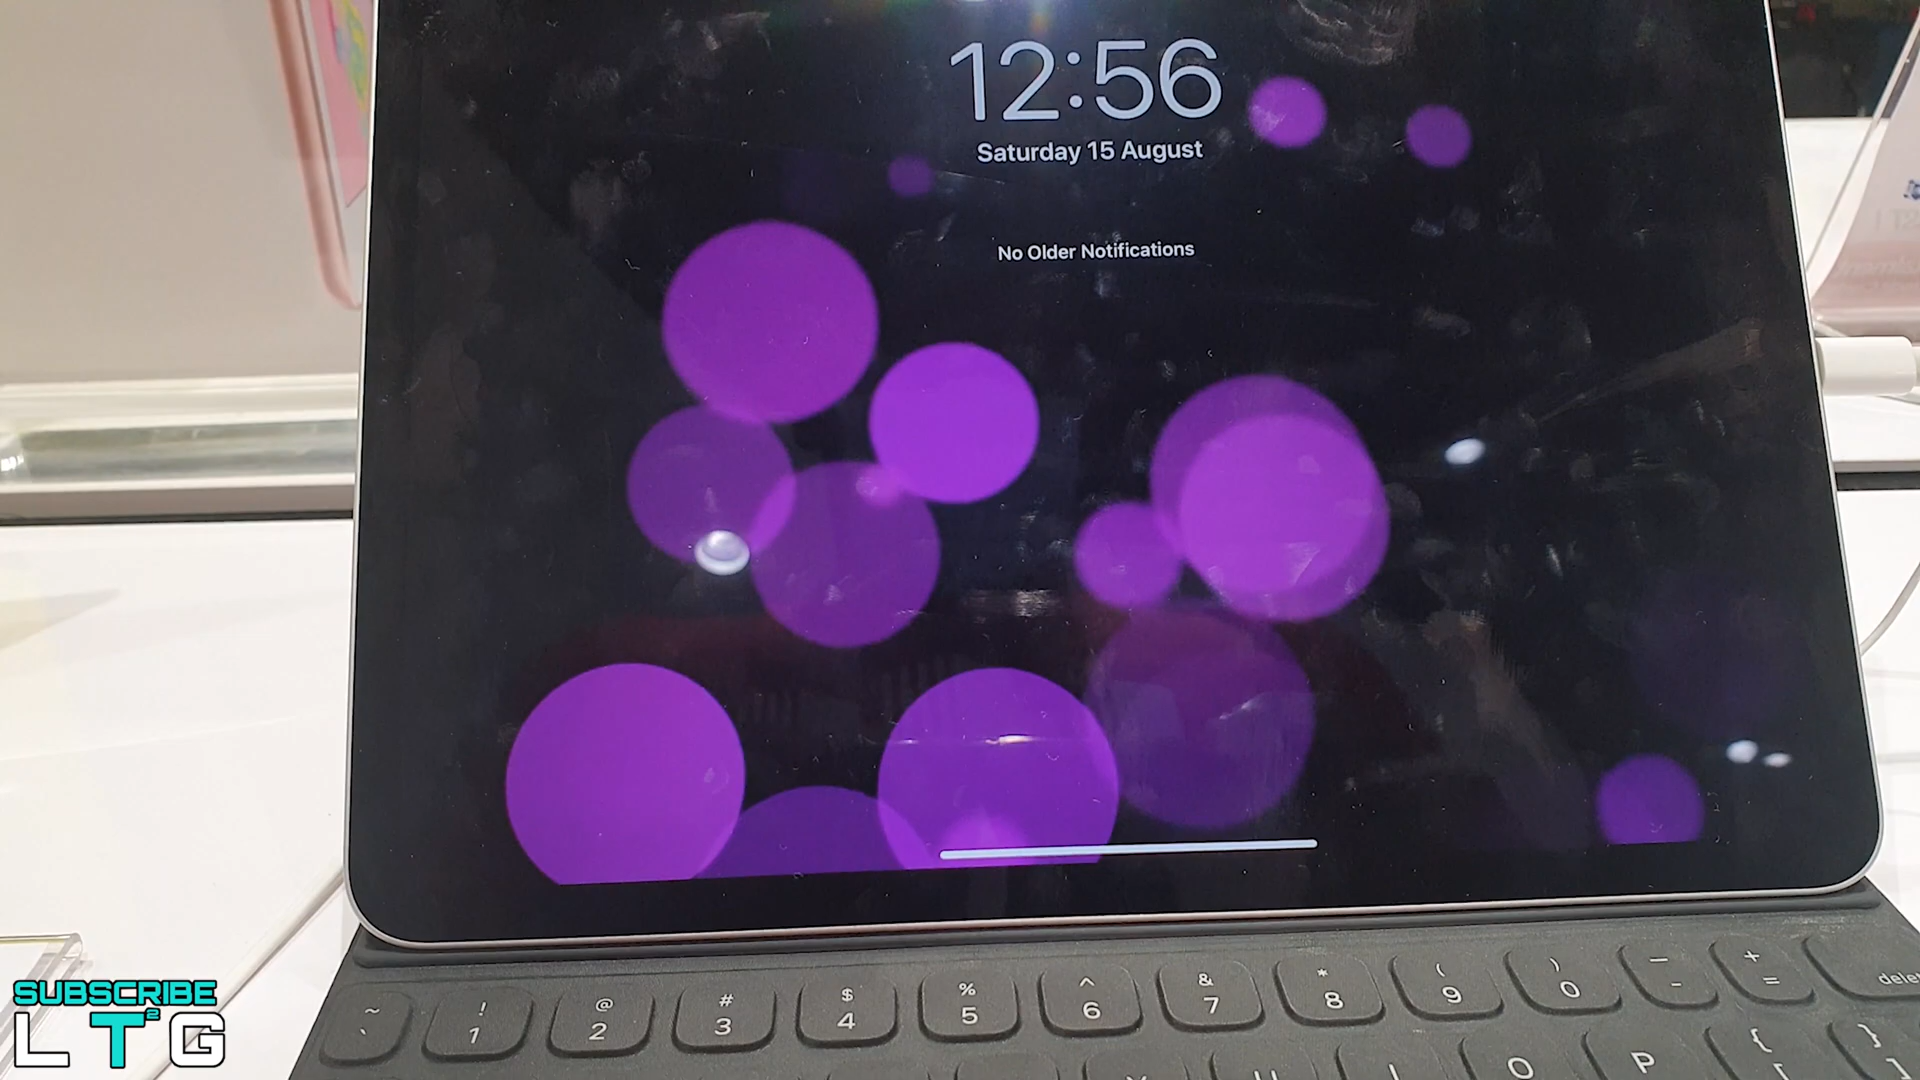 12:56
Saturday 15 August
No Older Notifications
~ ! @ # $ % ^ & * ( ) — +
` 1 2 3 4 5 6 7 8 9 0 - =
O P { }
SUBSCRIBE
LT²G